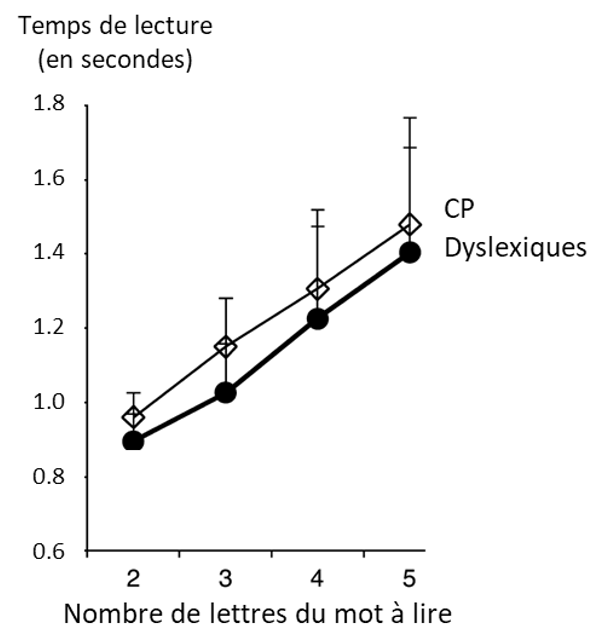 Temps de lecture
(en secondes)
1.8
1.6
1.4
1.2
1.0
0.8
0.6
CP
Dyslexiques
2 3 4 5
Nombre de lettres du mot à lire